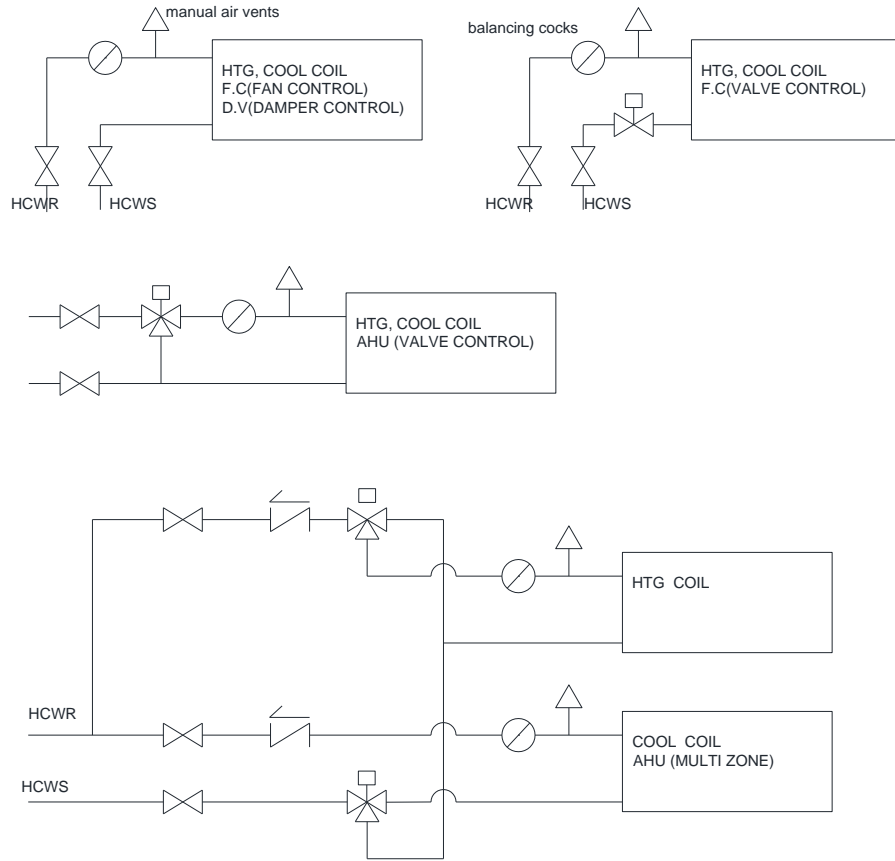 manual air vents
HTG, COOL COIL
F.C(FAN CONTROL)
D.V(DAMPER CONTROL)
HCWR
HCWS
balancing cocks
HTG, COOL COIL
F.C(VALVE CONTROL)
HCWR
HCWS
HTG, COOL COIL
AHU (VALVE CONTROL)
HTG COIL
HCWR
COOL COIL
AHU (MULTI ZONE)
HCWS